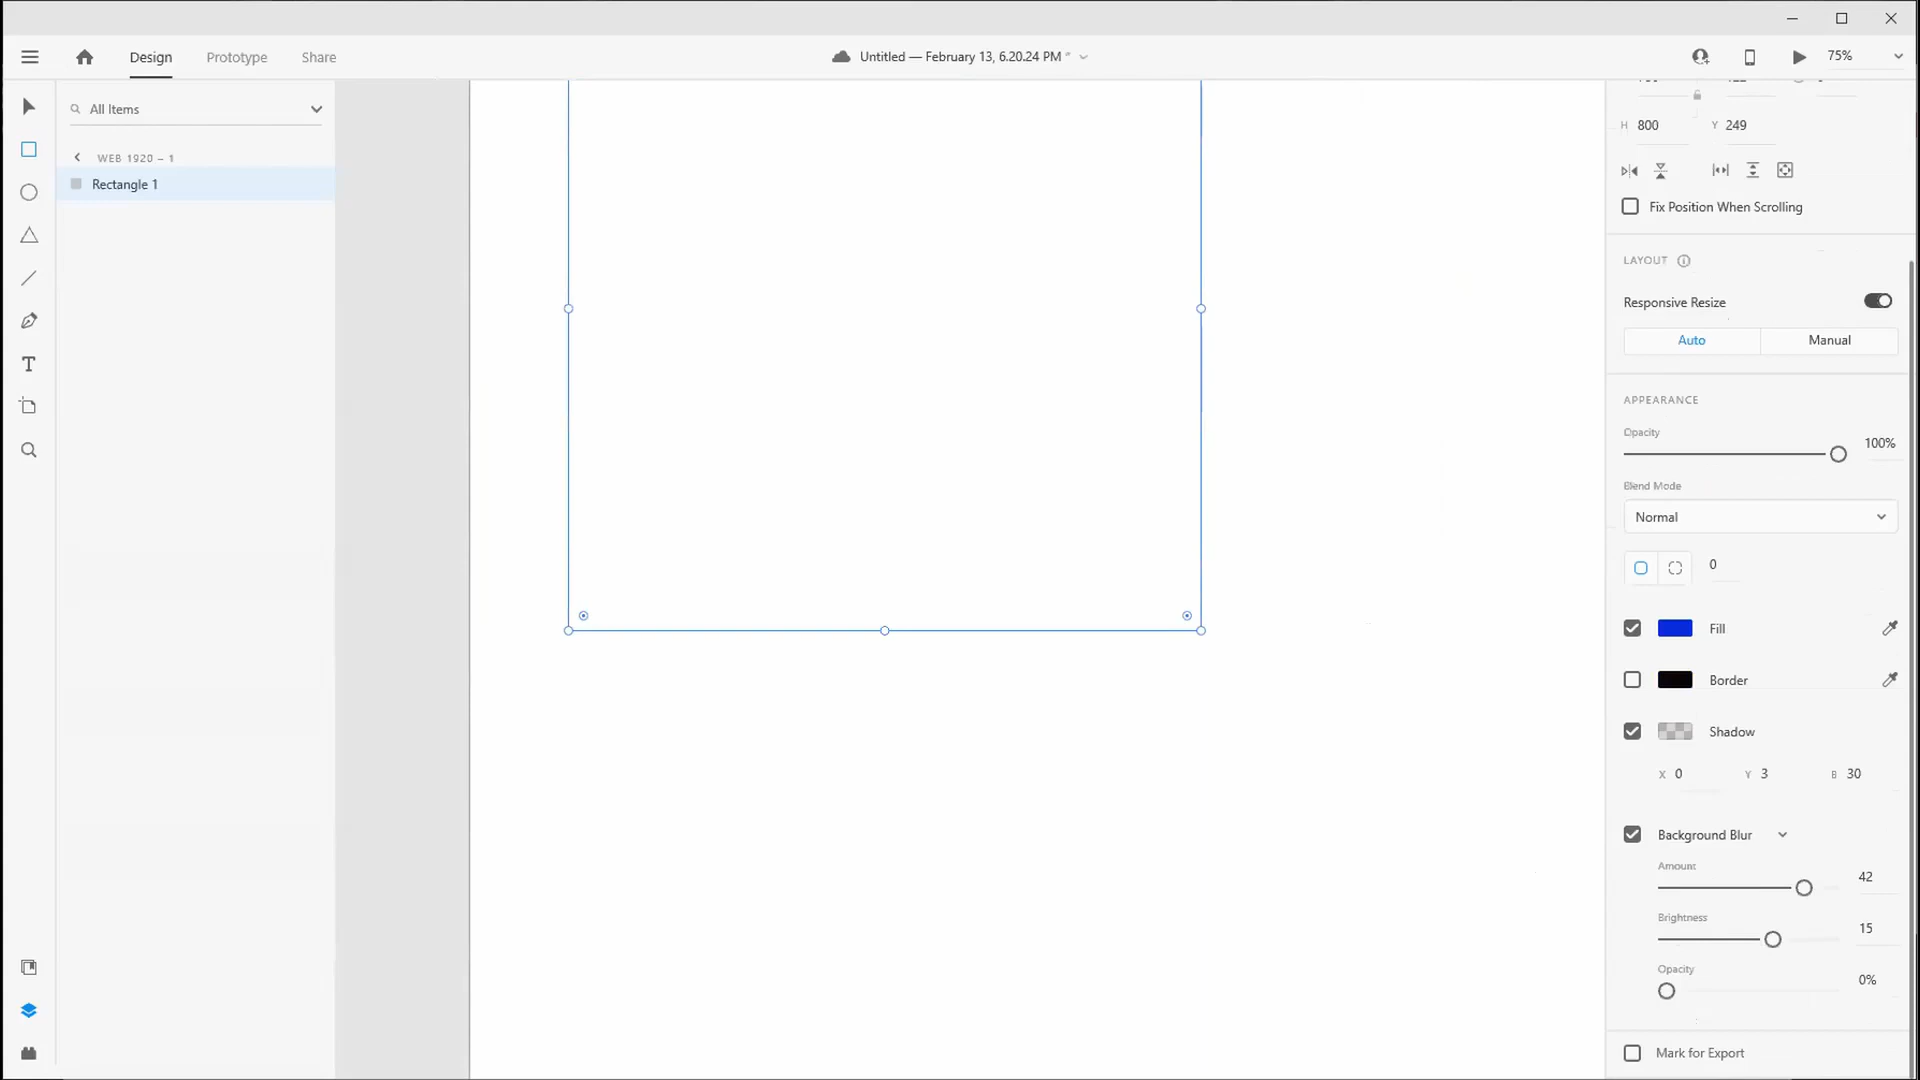 Design Prototype Share Untitled — February 13, 6.20.24 PM * 75%
All Items
H 800 Y 249
WEB 1920 – 1
Rectangle 1
Fix Position When Scrolling
LAYOUT
Responsive Resize
Auto Manual
APPEARANCE
Opacity
100%
Blend Mode
Normal
0
Fill
Border
Shadow
X 0 Y 3 B 30
Background Blur
Amount
42
Brightness
15
Opacity
0%
Mark for Export